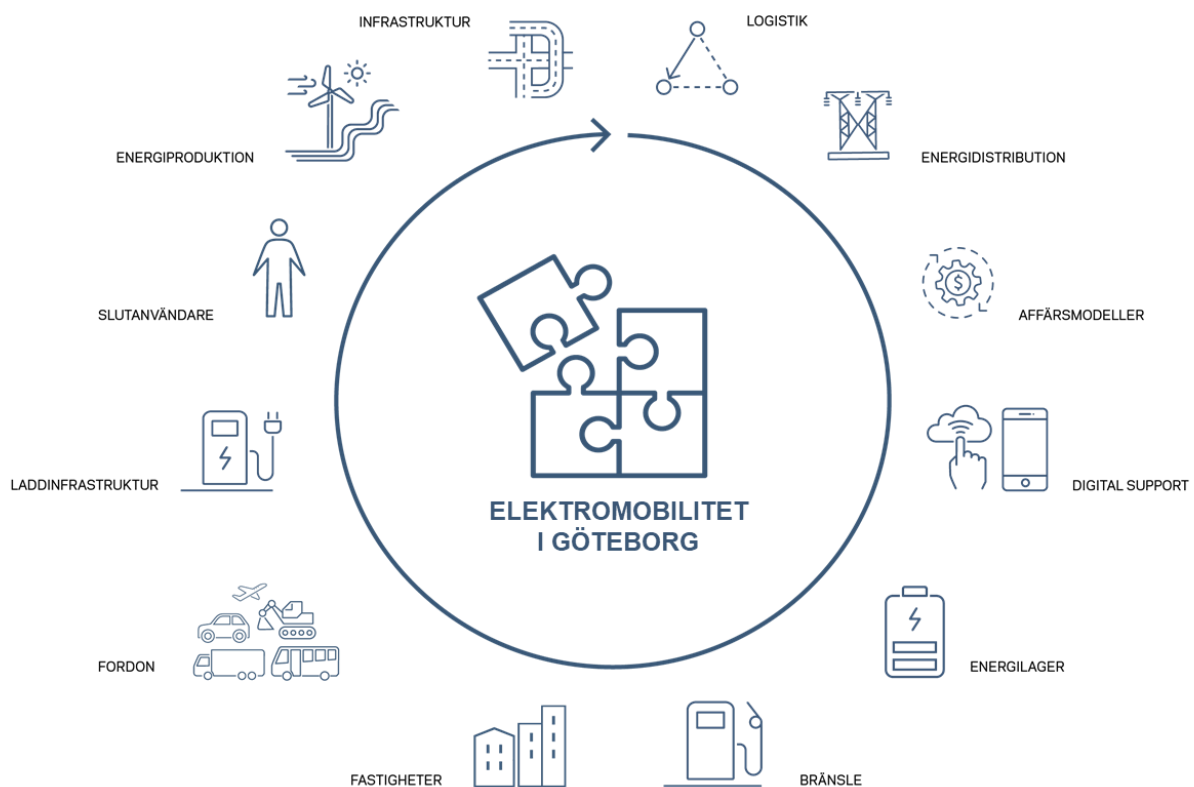 INFRASTRUKTUR
LOGISTIK
ENERGIPRODUKTION
ENERGIDISTRIBUTION
SLUTANVÄNDARE
$
AFFÄRSMODELLER
LADDINFRASTRUKTUR
DIGITAL SUPPORT
ELEKTROMOBILITET
I GÖTEBORG
FORDON
ENERGILAGER
FASTIGHETER
BRÄNSLE